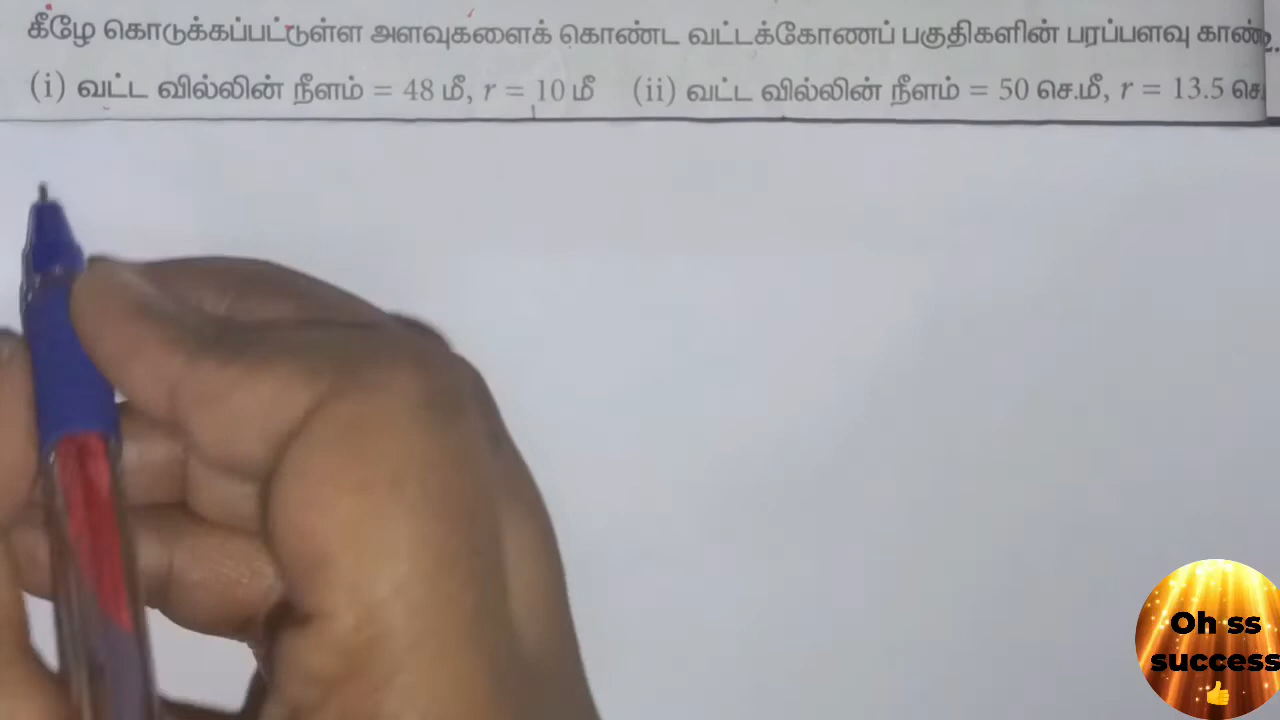 கீழே கொடுக்கப்பட்டுள்ள அளவுகளைக் கொண்ட வட்டக்கோணப் பகுதிகளின் பரப்பளவு காண்
(i) வட்ட வில்லின் நீளம் = 48 மீ, r = 10 மீ (ii) வட்ட வில்லின் நீளம் = 50 செ.மீ, r = 13.5 செ.
Oh ss
success👍